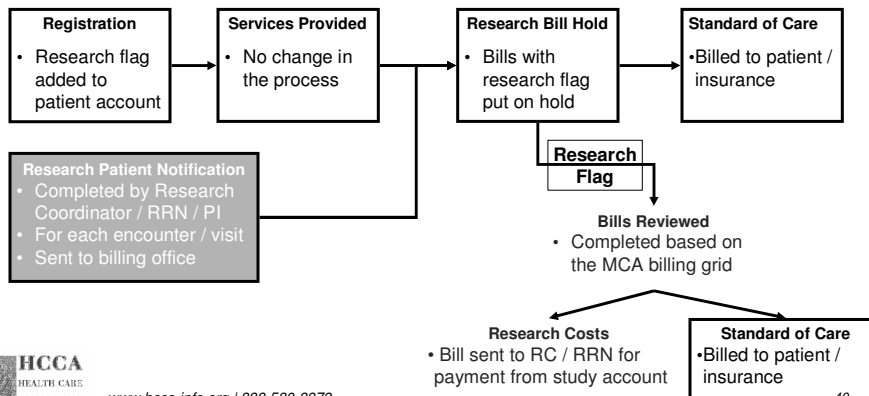 Registration
• Research flag
added to
patient account
Services Provided
• No change in
the process
Research Bill Hold
• Bills with
research flag
put on hold
Standard of Care
•Billed to patient /
insurance
Research Patient Notification
• Completed by Research
Coordinator / RRN / PI
• For each encounter / visit
• Sent to billing office
Research
Flag
Bills Reviewed
• Completed based on
the MCA billing grid
Research Costs
• Bill sent to RC / RRN for
payment from study account
Standard of Care
•Billed to patient /
insurance
HCCA
HEALTH CARE